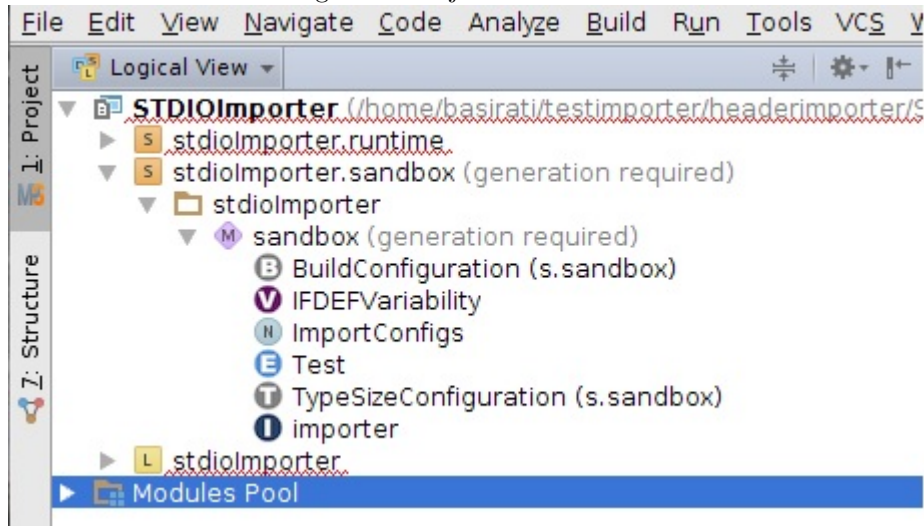 File Edit View Navigate Code Analyze Build Run Tools VCS
Logical View
1: Project
STDIOImporter (/home/basirati/testimporter/headerimporter/S
S stdioImporter.runtime
S stdioImporter.sandbox (generation required)
stdioImporter
M sandbox (generation required)
B BuildConfiguration (s.sandbox)
V IFDEFVariability
N ImportConfigs
E Test
T TypeSizeConfiguration (s.sandbox)
I importer
7: Structure
L stdioImporter
Modules Pool